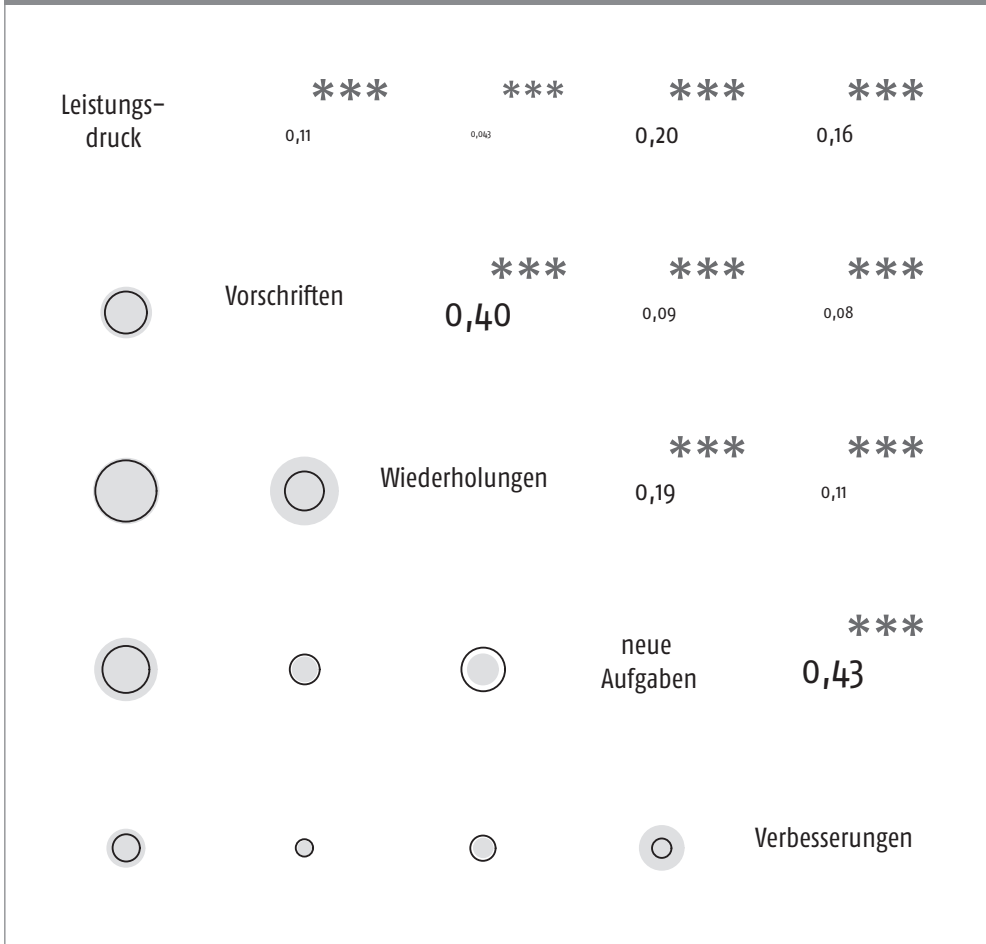 Leistungs-
druck
*** *** *** ***
0,11 0,043 0,20 0,16
Vorschriften
*** *** ***
0,40 0,09 0,08
Wiederholungen
*** ***
0,19 0,11
neue
Aufgaben
***
0,43
Verbesserungen